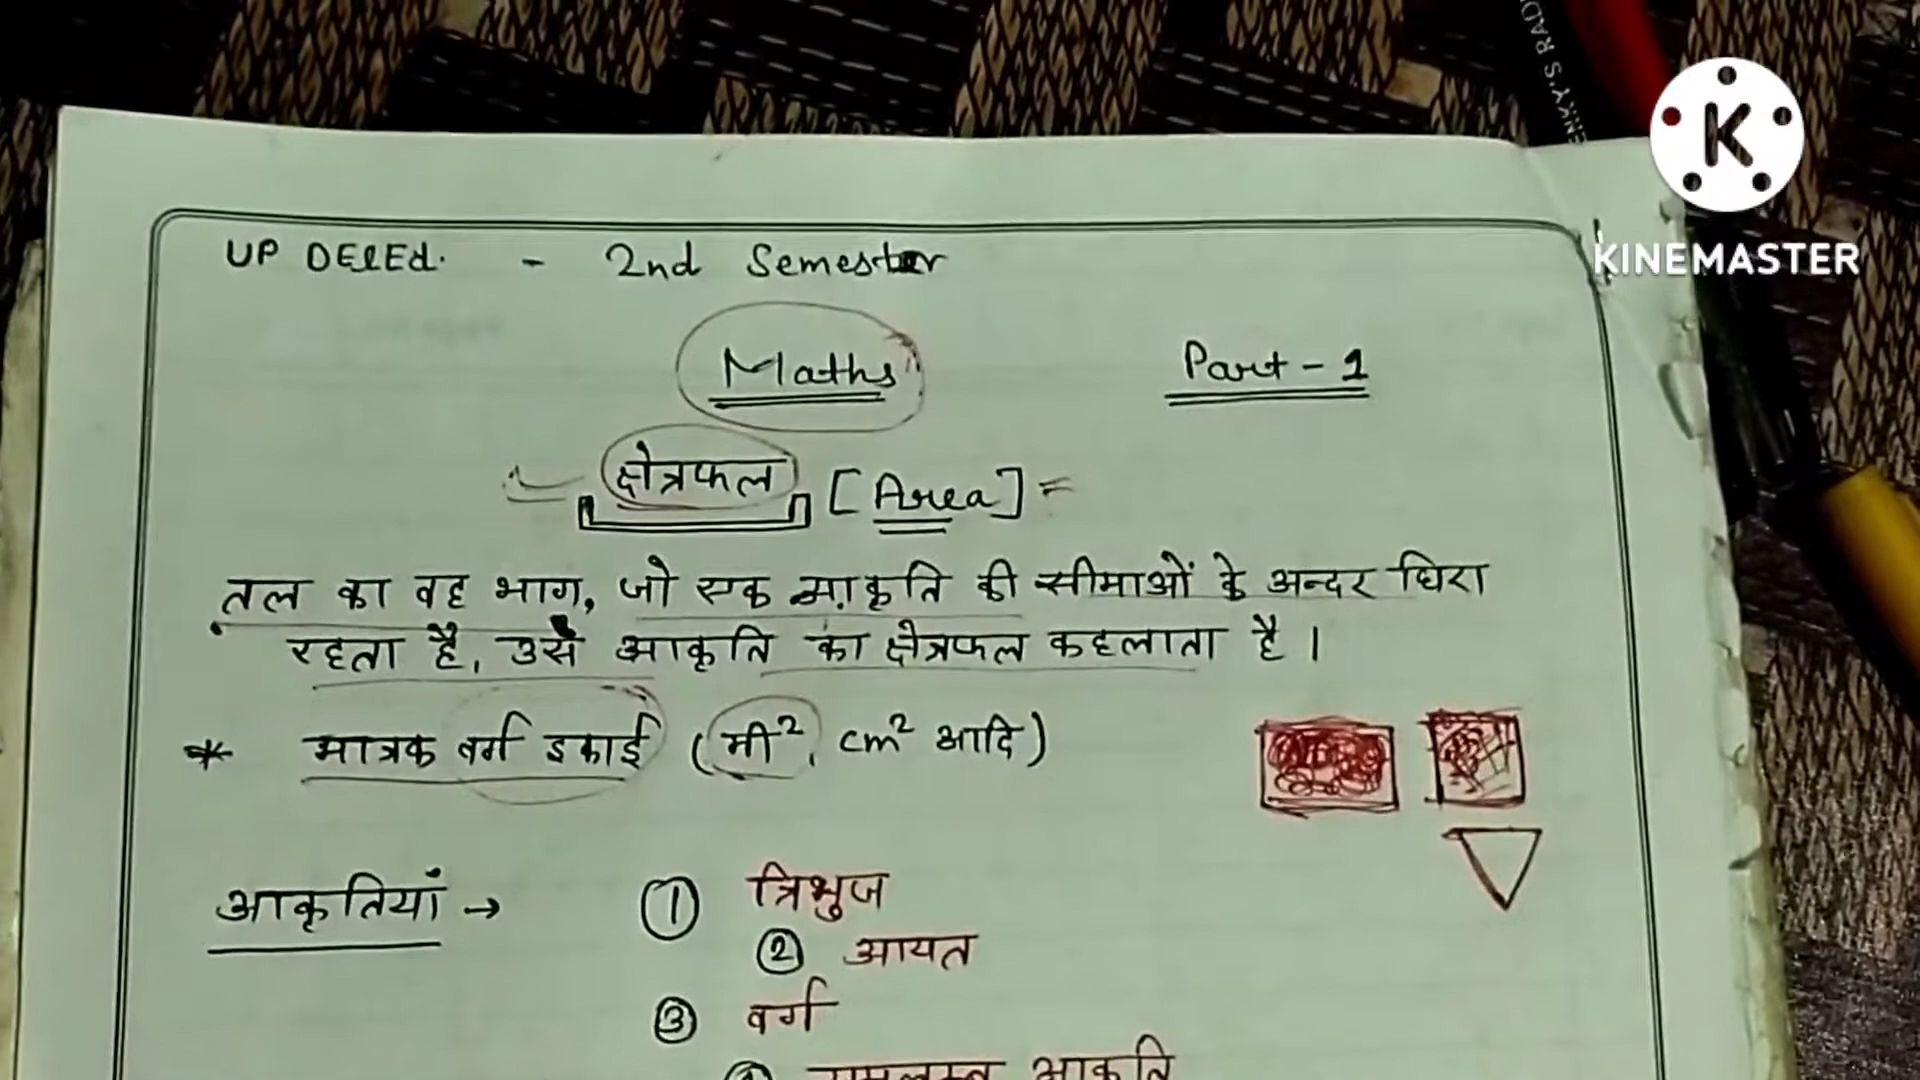 UP DELEd. - 2nd Semester
Maths
Part - 1
क्षेत्रफल [Area] =
तल का वह भाग, जो एक आकृति की सीमाओं के अन्दर घिरा
रहता है, उसे आकृति का क्षेत्रफल कहलाता है।
* मात्रक वर्ग इकाई (मी², cm² आदि)
आकृतियां →
① त्रिभुज
② आयत
③ वर्ग
आकृति
K
KINEMASTER